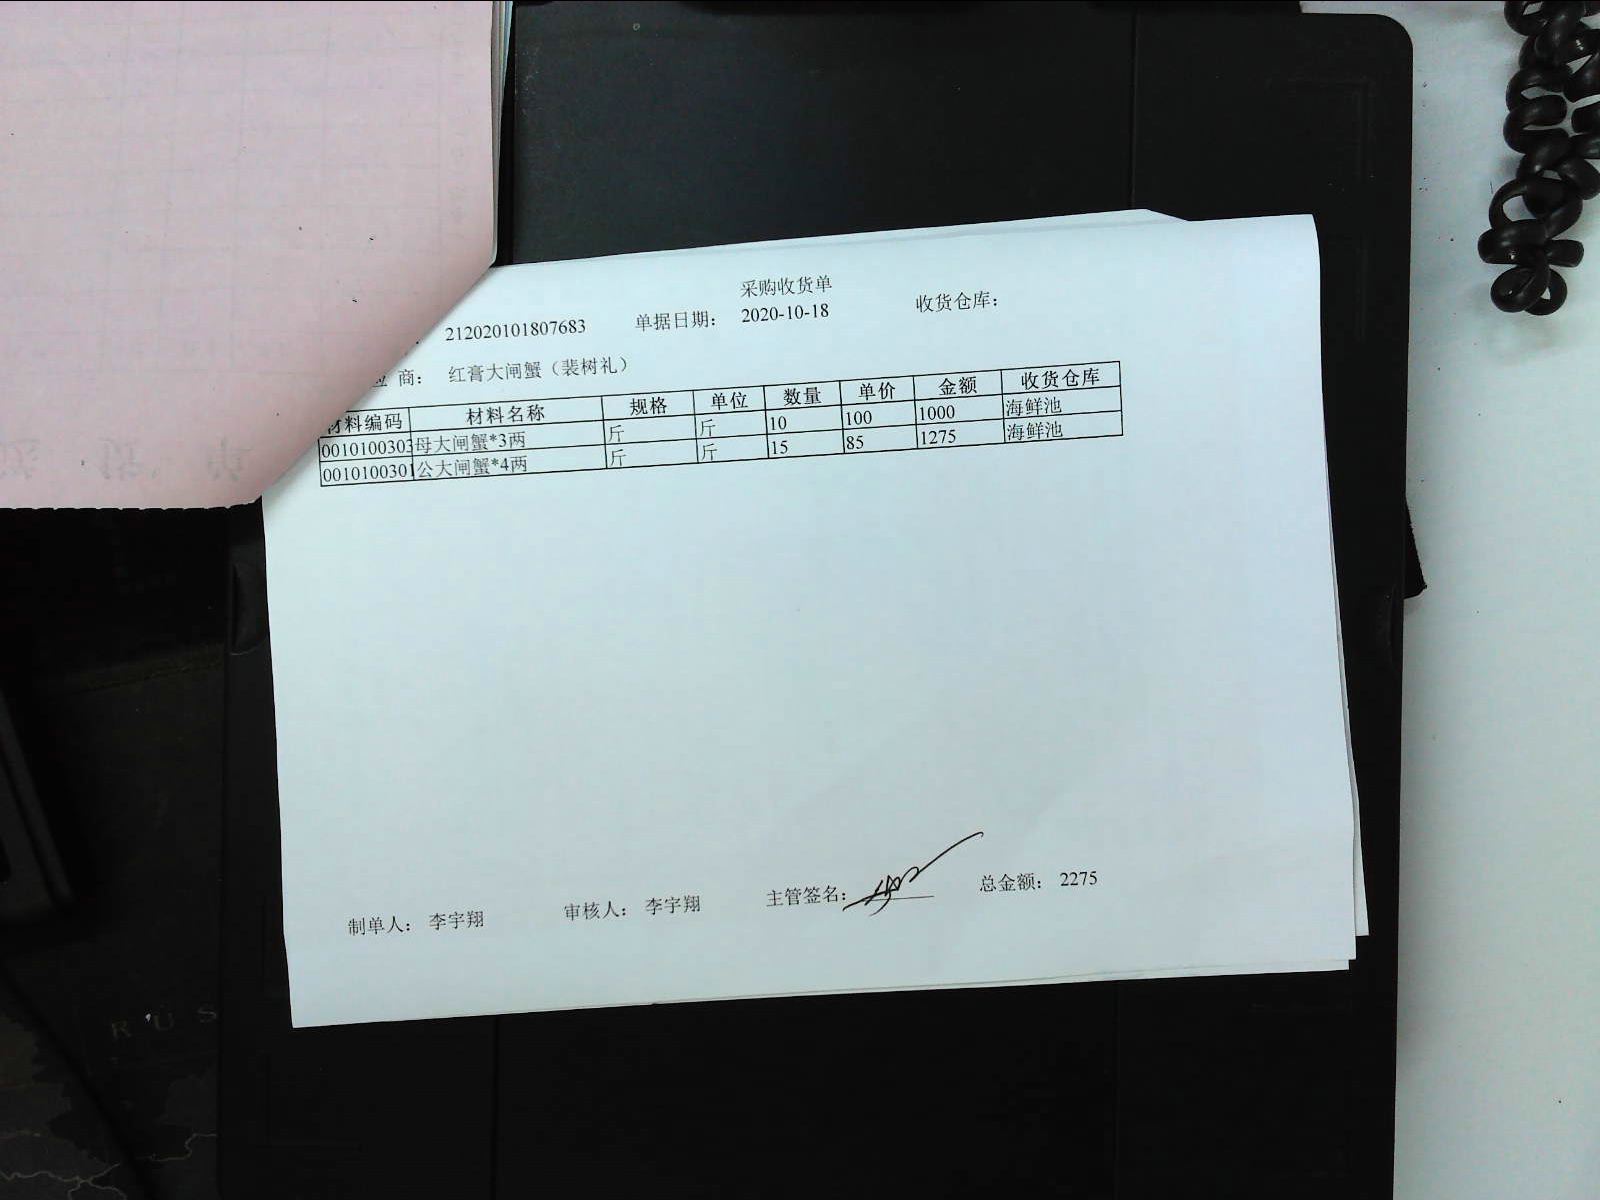 采购收货单
212020101807683 单据日期： 2020-10-18 收货仓库：
应 商： 红膏大闸蟹（裴树礼）
材料编码 材料名称 规格 单位 数量 单价 金额 收货仓库
0010100303 母大闸蟹*3两 斤 斤 10 100 1000 海鲜池
0010100301 公大闸蟹*4两 斤 斤 15 85 1275 海鲜池
制单人： 李宇翔 审核人： 李宇翔 主管签名： 总金额： 2275
RUS